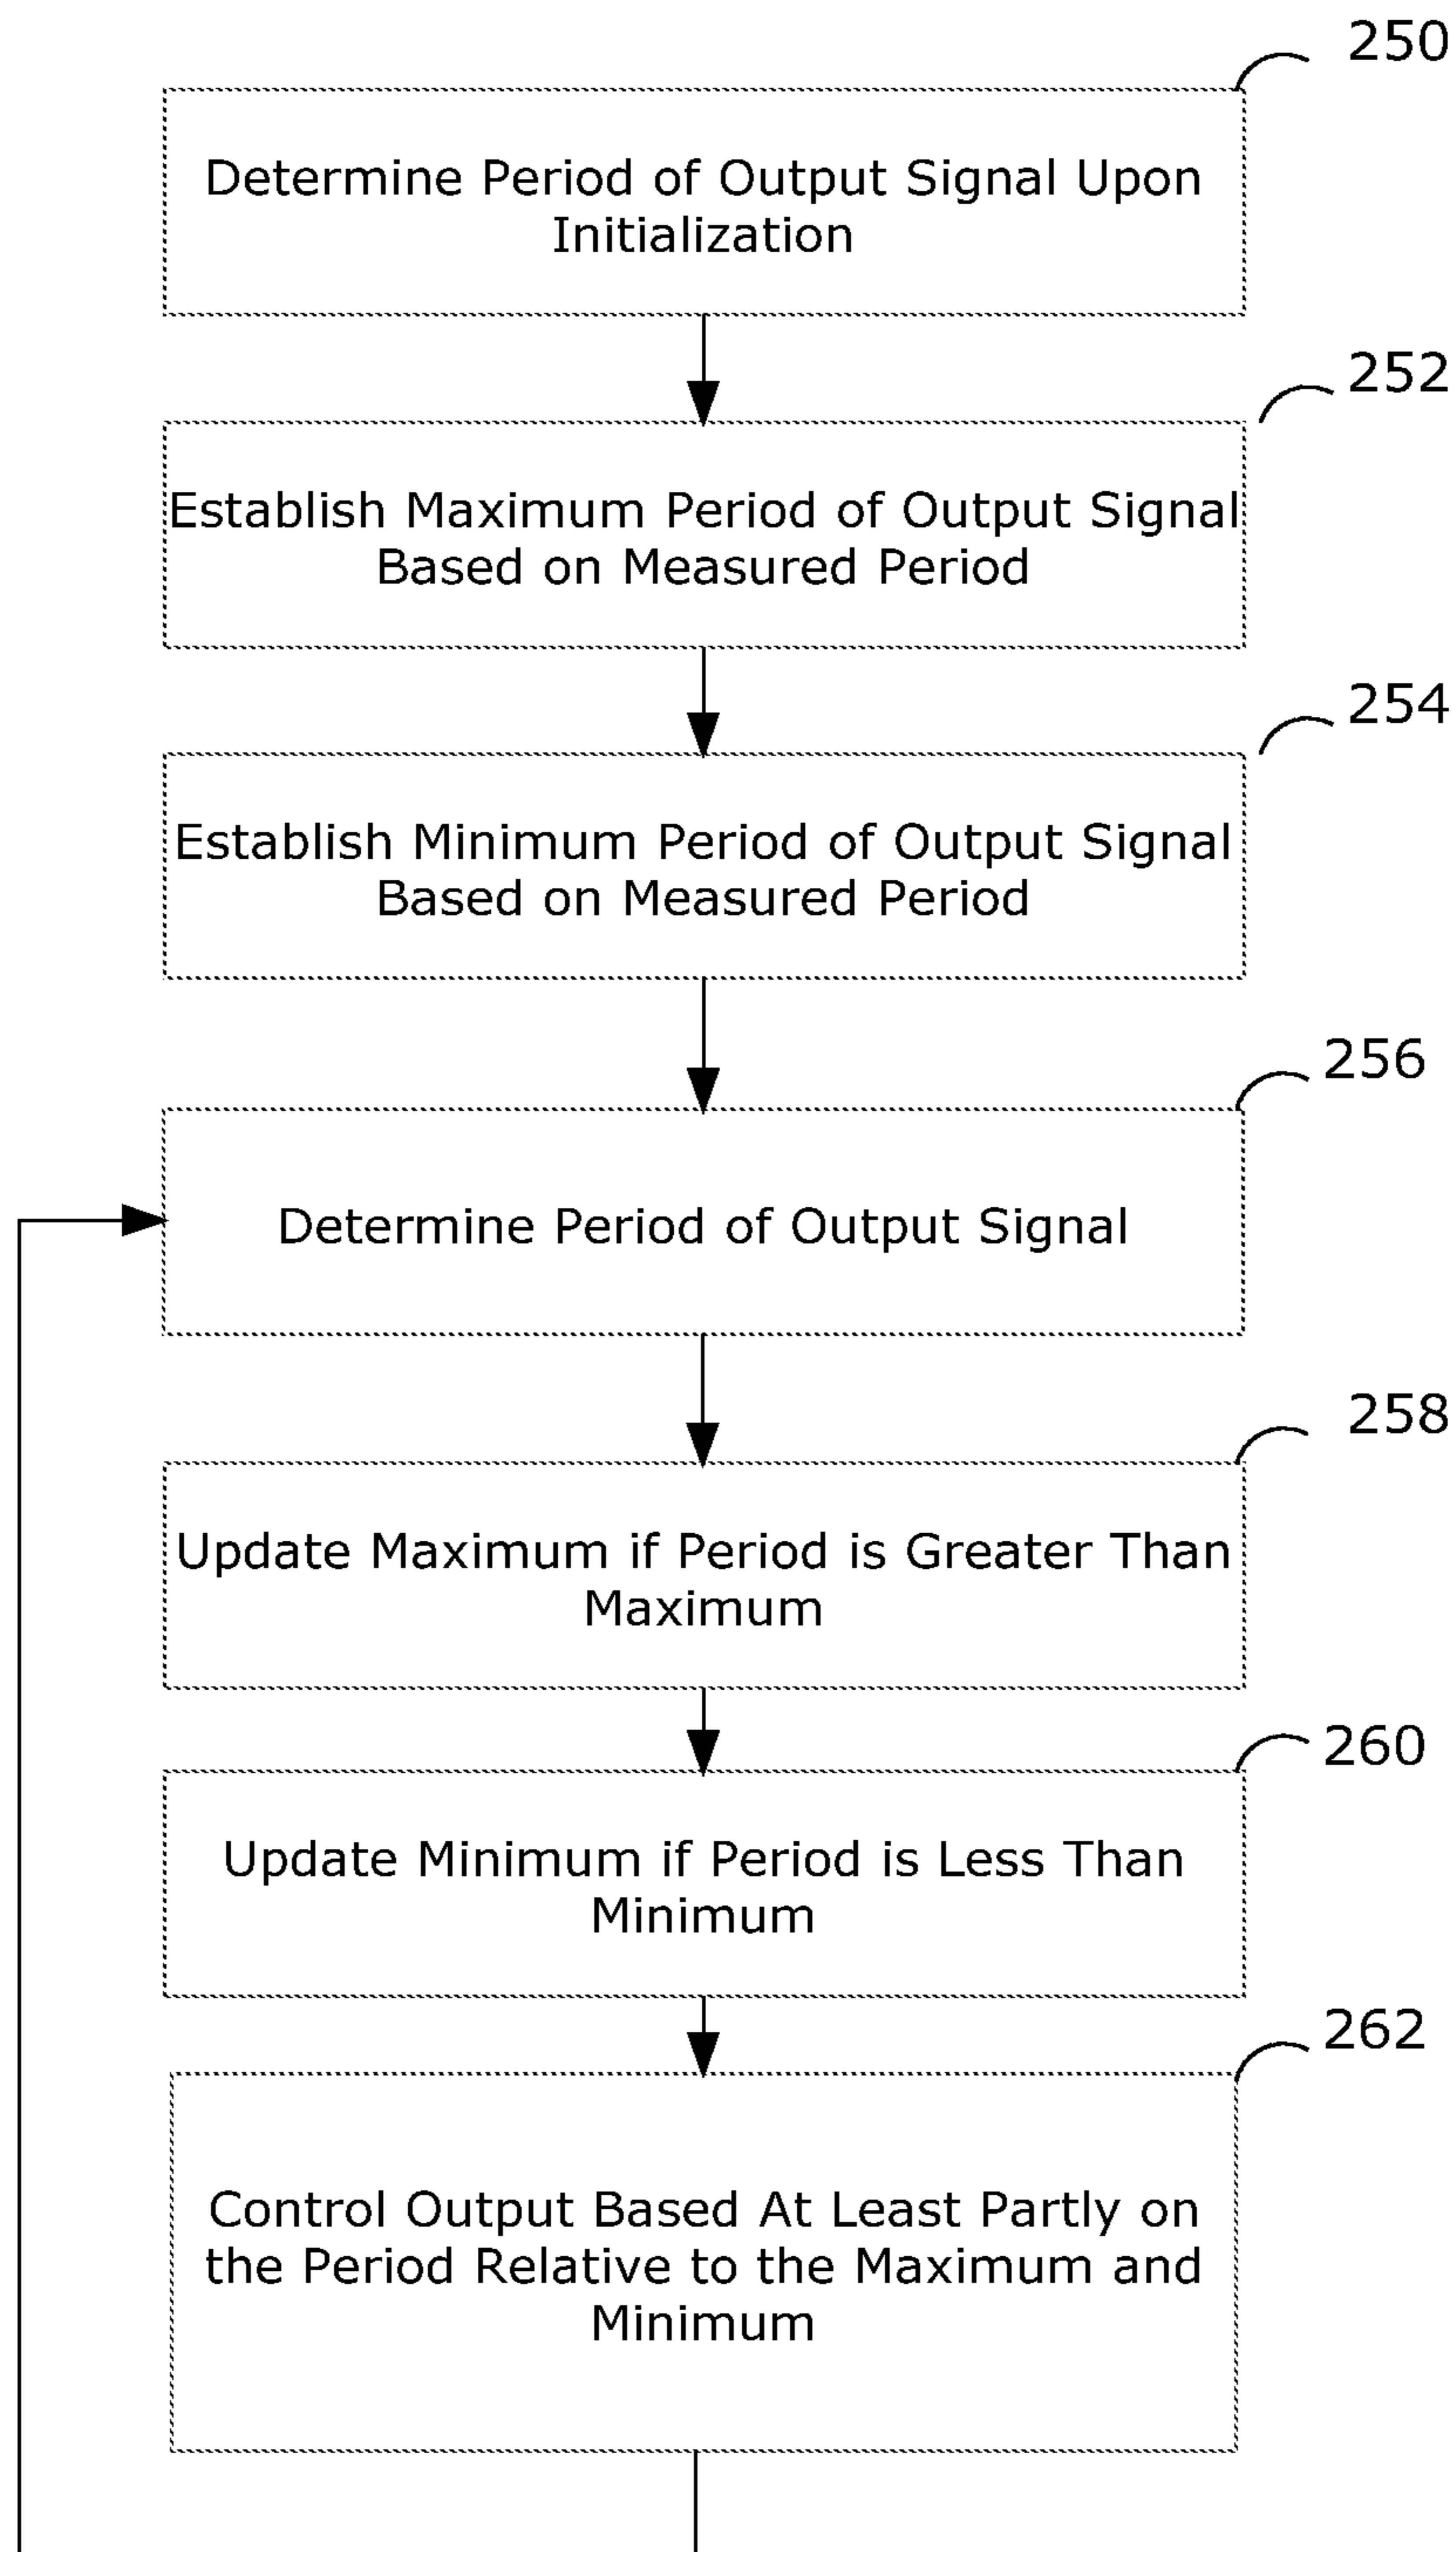 250
Determine Period of Output Signal Upon
Initialization
252
Establish Maximum Period of Output Signal
Based on Measured Period
254
Establish Minimum Period of Output Signal
Based on Measured Period
256
Determine Period of Output Signal
258
Update Maximum if Period is Greater Than
Maximum
260
Update Minimum if Period is Less Than
Minimum
262
Control Output Based At Least Partly on
the Period Relative to the Maximum and
Minimum